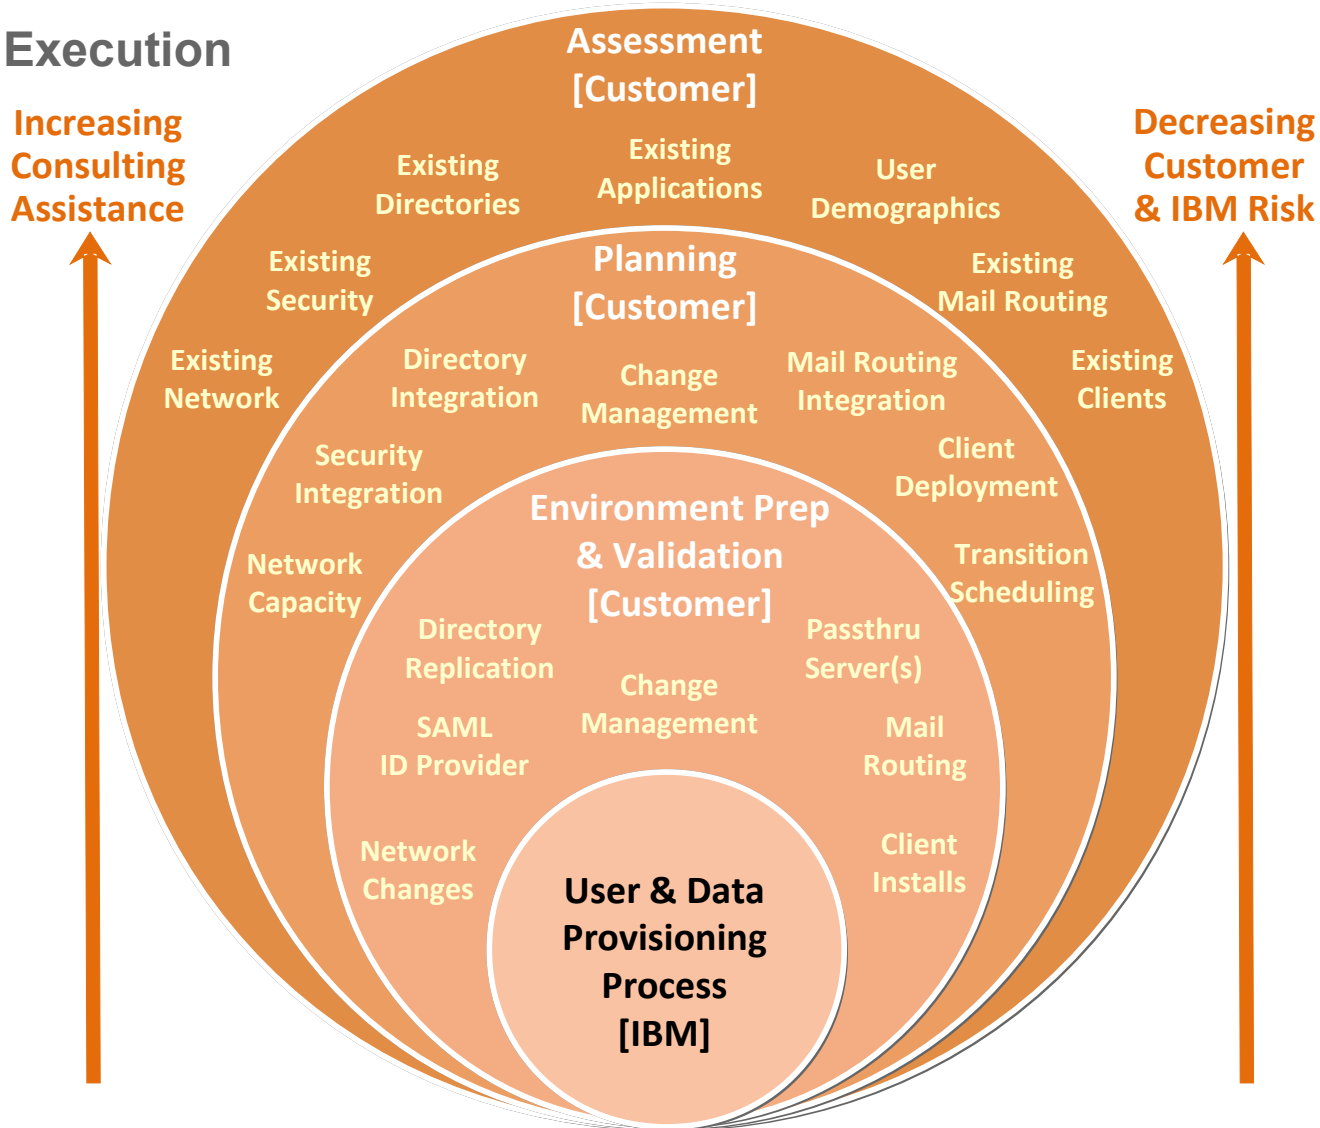 Execution
Increasing
Consulting
Assistance
Decreasing
Customer
& IBM Risk
Assessment
[Customer]
Existing
Network
Existing
Security
Existing
Directories
Existing
Applications
User
Demographics
Existing
Mail Routing
Existing
Clients
Planning
[Customer]
Network
Capacity
Security
Integration
Directory
Integration
Change
Management
Mail Routing
Integration
Client
Deployment
Transition
Scheduling
Environment Prep
& Validation
[Customer]
Network
Changes
SAML
ID Provider
Directory
Replication
Change
Management
Passthru
Server(s)
Mail
Routing
Client
Installs
User & Data
Provisioning
Process
[IBM]